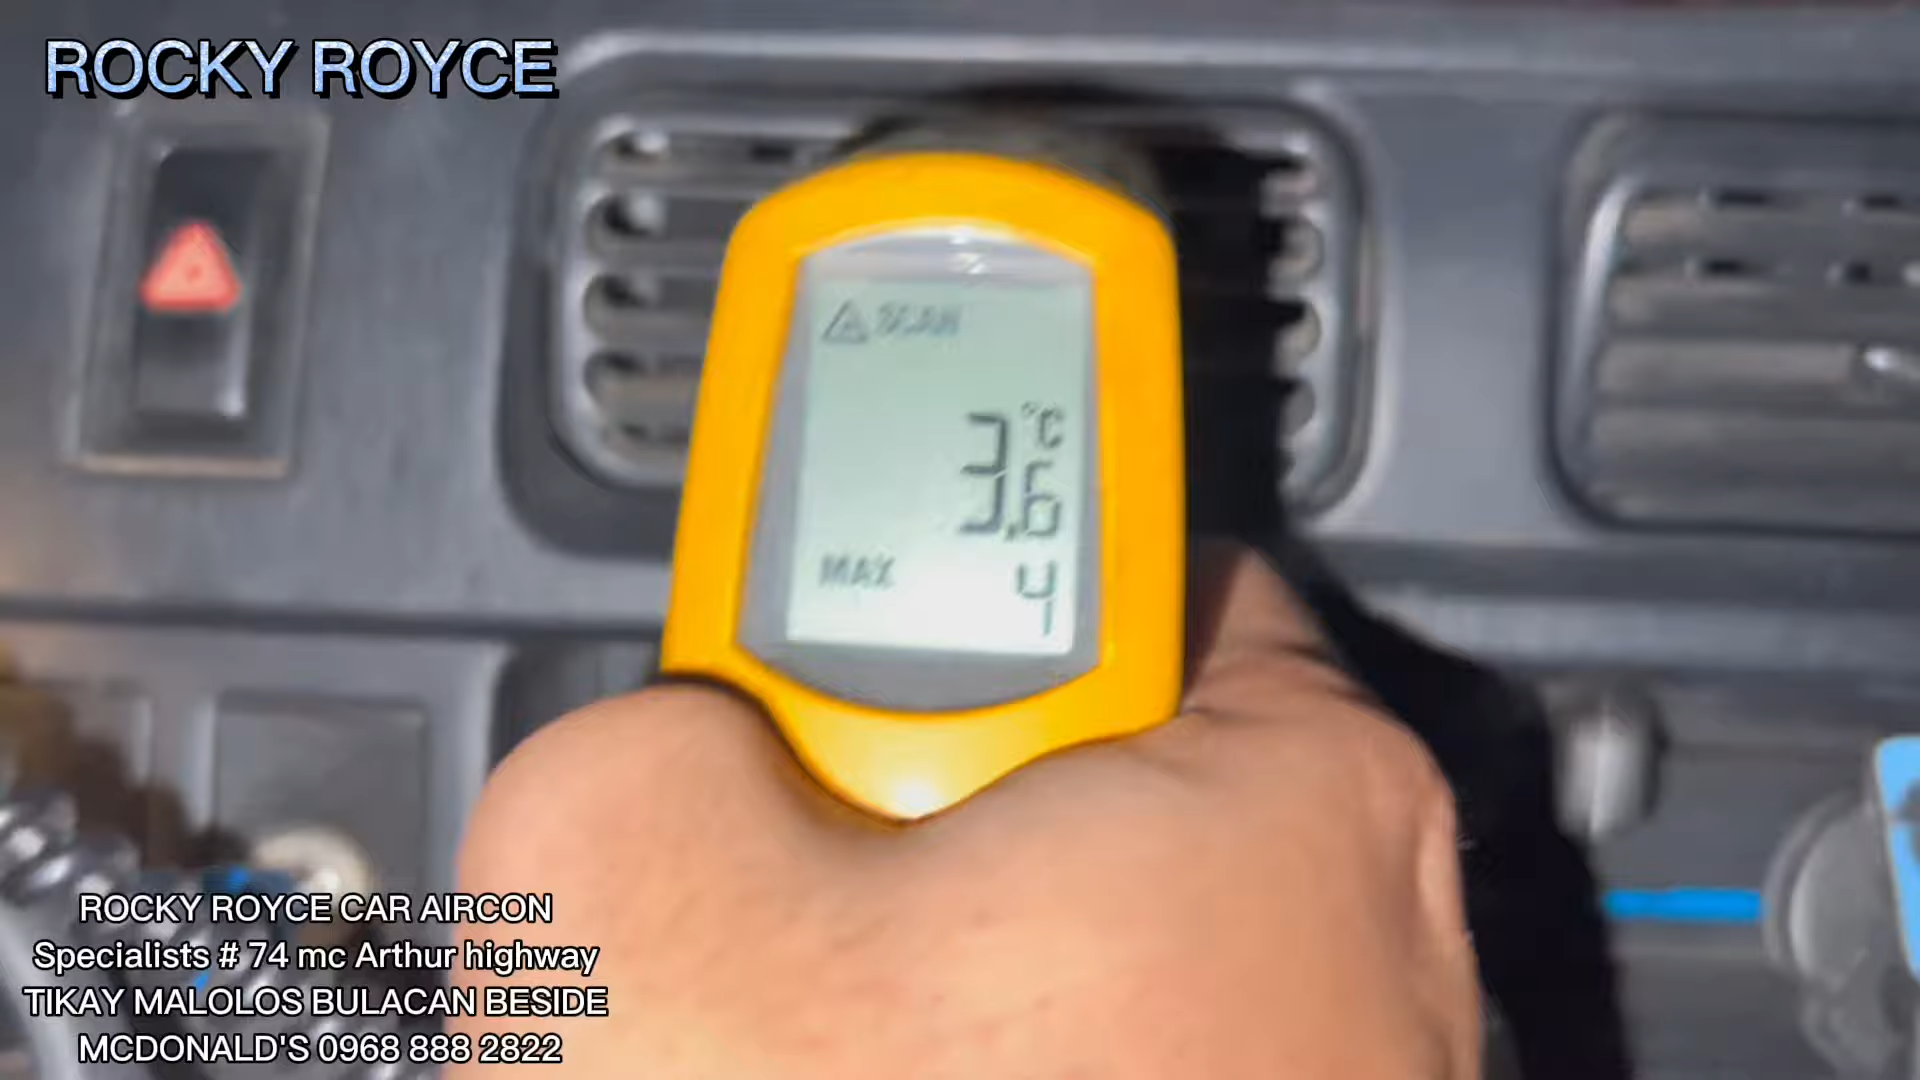 ROCKY ROYCE
SCAN
°C
3.6
MAX 4
ROCKY ROYCE CAR AIRCON
Specialists # 74 mc Arthur highway
TIKAY MALOLOS BULACAN BESIDE
MCDONALD'S 0968 888 2822